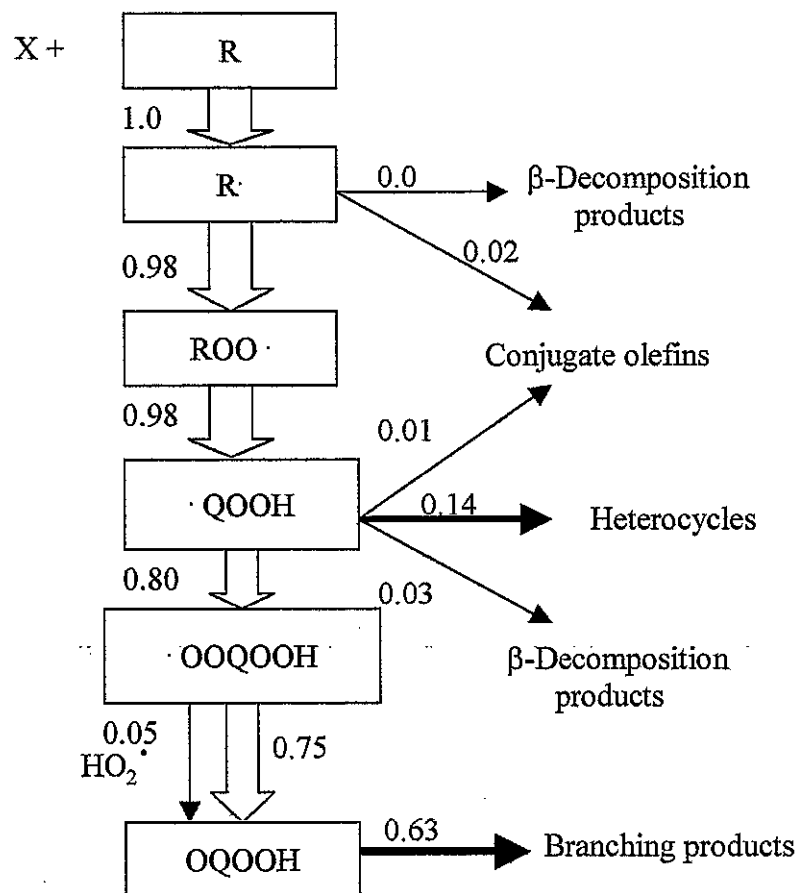 X +
R
1.0
R·
0.0
β-Decomposition
products
0.02
0.98
ROO ·
Conjugate olefins
0.98
0.01
· QOOH
0.14
Heterocycles
0.80
0.03
· OOQOOH
β-Decomposition
products
0.05
HO₂·
0.75
OQOOH
0.63
Branching products